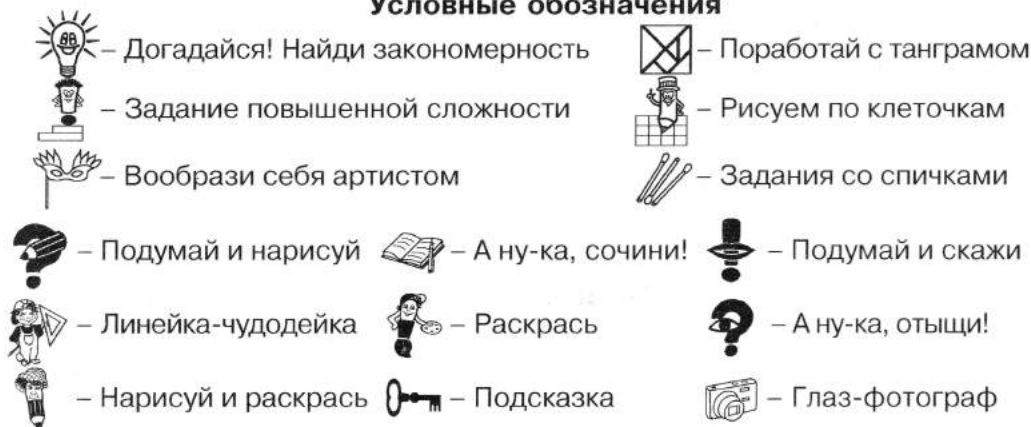 Условные обозначения
– Догадайся! Найди закономерность – Поработай с танграмом
– Задание повышенной сложности – Рисуем по клеточкам
– Вообрази себя артистом – Задания со спичками
– Подумай и нарисуй – А ну-ка, сочини! – Подумай и скажи
– Линейка-чудодейка – Раскрась – А ну-ка, отыщи!
– Нарисуй и раскрась – Подсказка – Глаз-фотограф